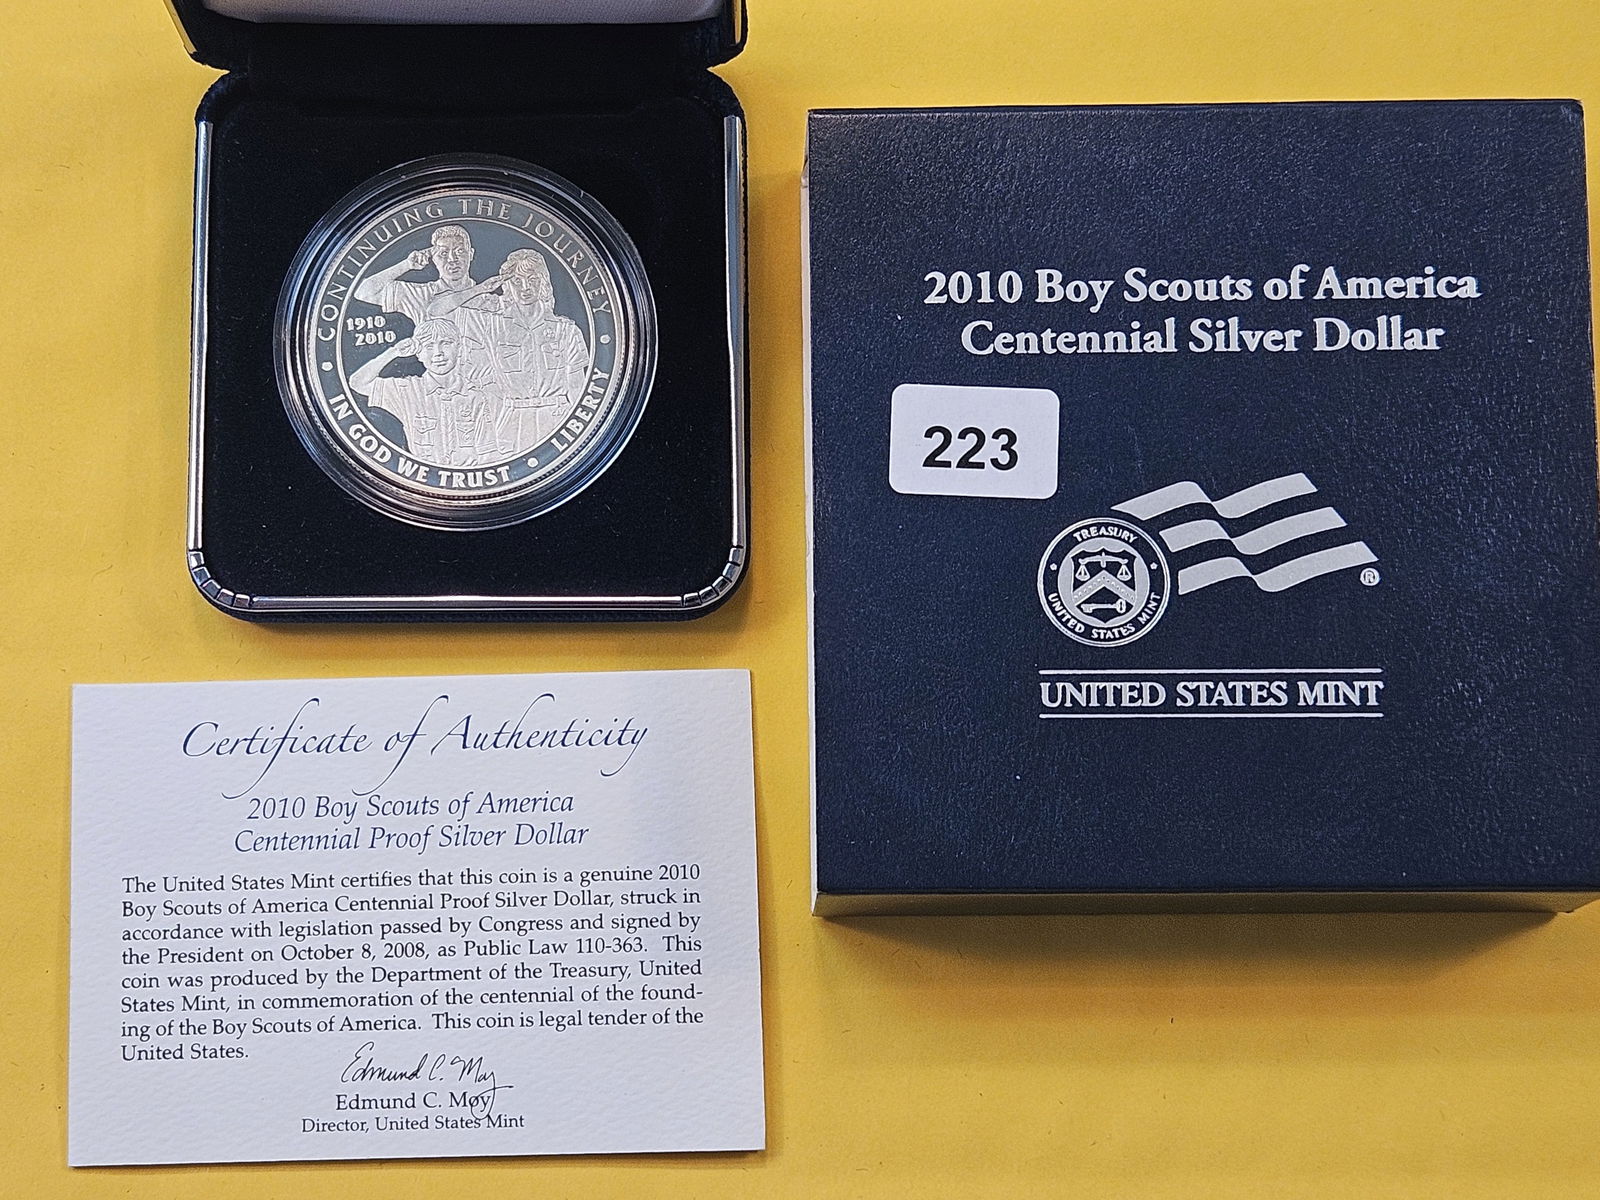 CONTINUING THE JOURNEY
1910
2010
IN GOD WE TRUST • LIBERTY
2010 Boy Scouts of America
Centennial Silver Dollar
223
TREASURY
UNITED STATES MINT
®
UNITED STATES MINT
Certificate of Authenticity
2010 Boy Scouts of America
Centennial Proof Silver Dollar
The United States Mint certifies that this coin is a genuine 2010
Boy Scouts of America Centennial Proof Silver Dollar, struck in
accordance with legislation passed by Congress and signed by
the President on October 8, 2008, as Public Law 110-363. This
coin was produced by the Department of the Treasury, United
States Mint, in commemoration of the centennial of the found-
ing of the Boy Scouts of America. This coin is legal tender of the
United States.
Edmund C. Moy
Edmund C. Moy
Director, United States Mint